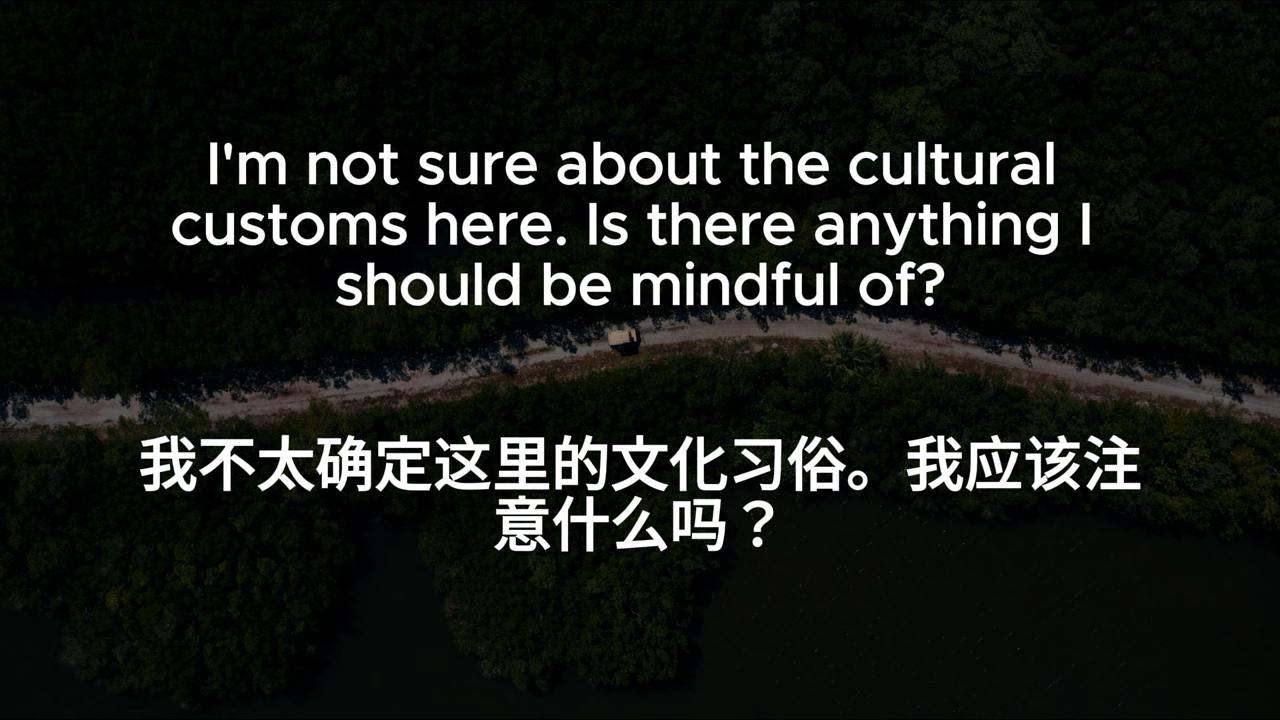 I'm not sure about the cultural
customs here. Is there anything I
should be mindful of?
我不太确定这里的文化习俗。我应该注
意什么吗？